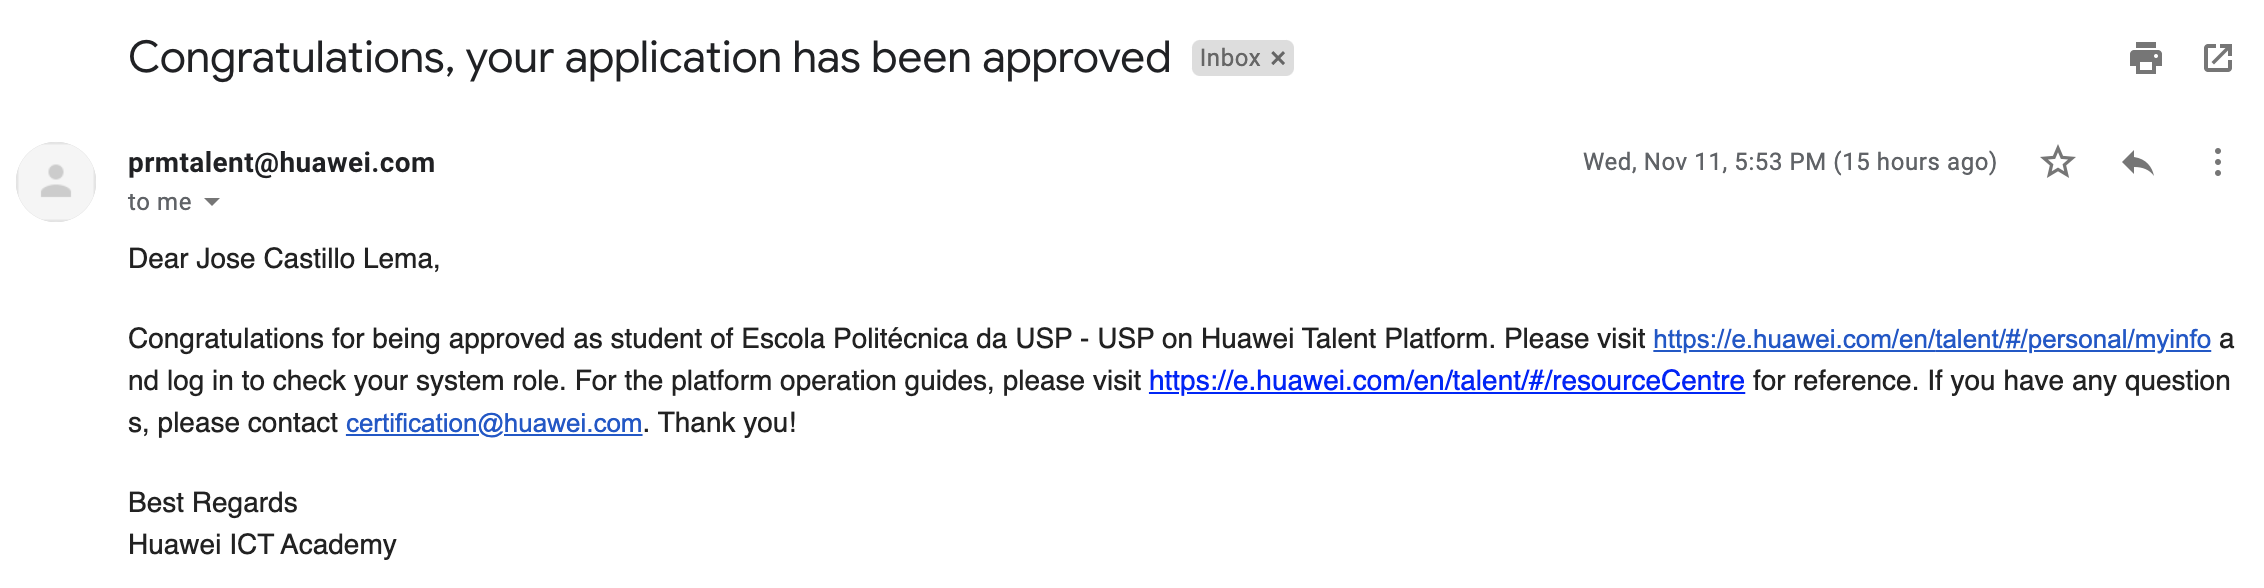 Congratulations, your application has been approved Inbox ×
prmtalent@huawei.com Wed, Nov 11, 5:53 PM (15 hours ago)
to me
Dear Jose Castillo Lema,
Congratulations for being approved as student of Escola Politécnica da USP - USP on Huawei Talent Platform. Please visit https://e.huawei.com/en/talent/#/personal/myinfo a
nd log in to check your system role. For the platform operation guides, please visit https://e.huawei.com/en/talent/#/resourceCentre for reference. If you have any question
s, please contact certification@huawei.com. Thank you!
Best Regards
Huawei ICT Academy